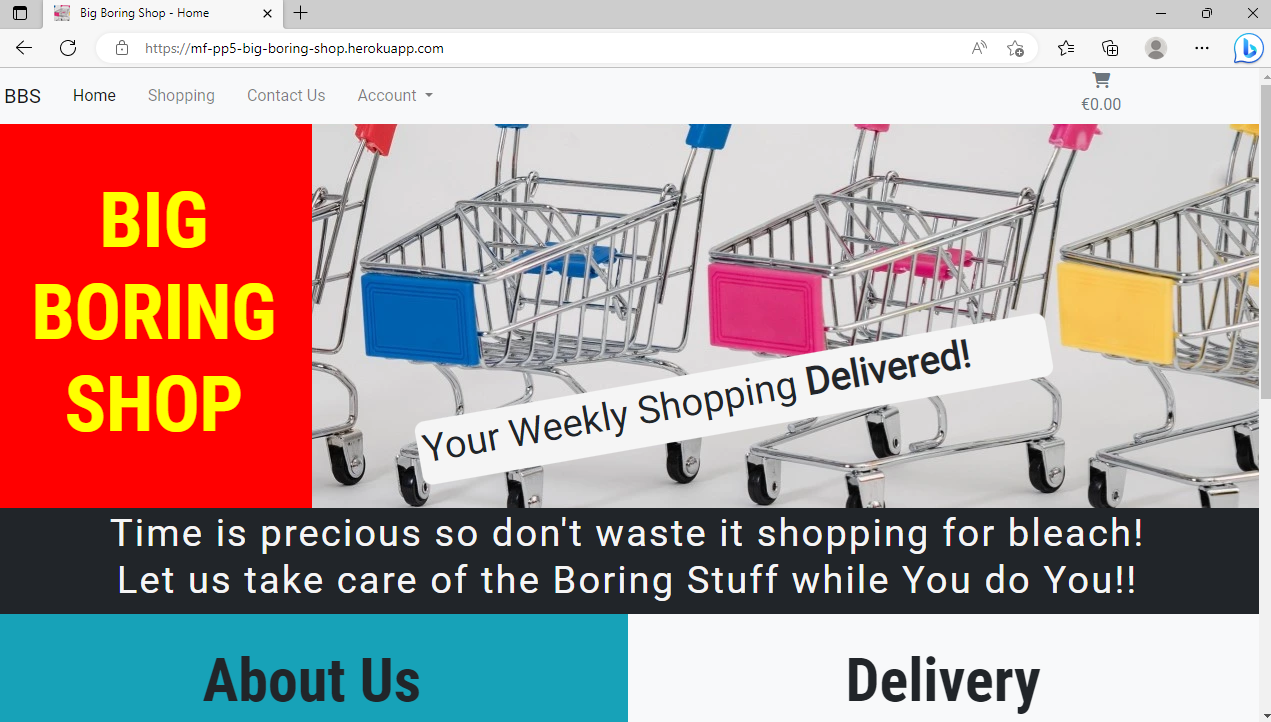 Big Boring Shop - Home
https://mf-pp5-big-boring-shop.herokuapp.com
BBS Home Shopping Contact Us Account
€0.00
BIG
BORING
SHOP
Your Weekly Shopping Delivered!
Time is precious so don't waste it shopping for bleach!
Let us take care of the Boring Stuff while You do You!!
About Us
Delivery